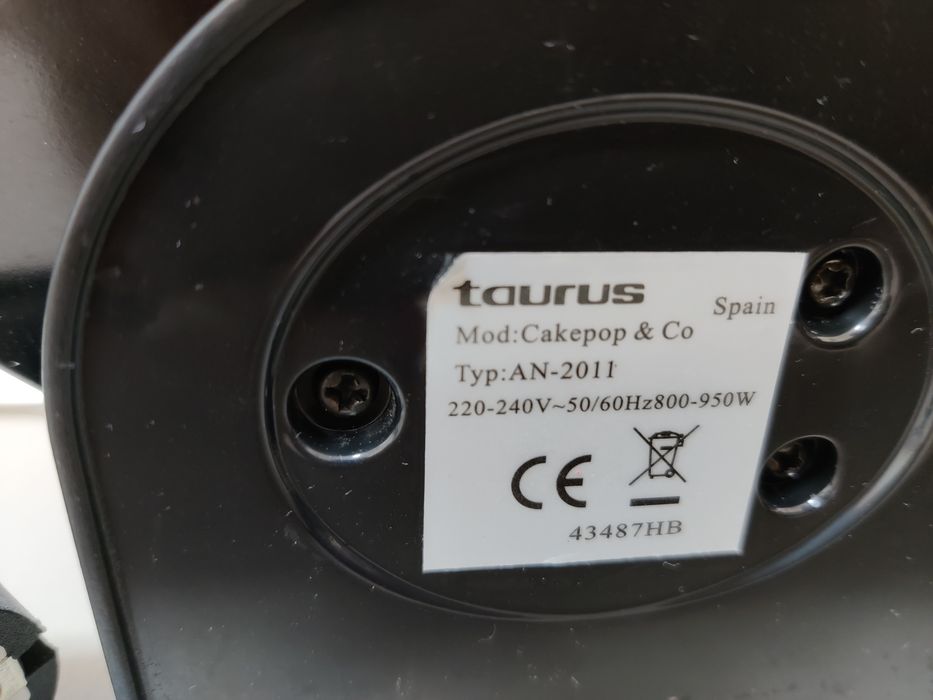 taurus
Spain
Mod:Cakepop & Co
Typ:AN-2011
220-240V~50/60Hz800-950W
CE
43487HB